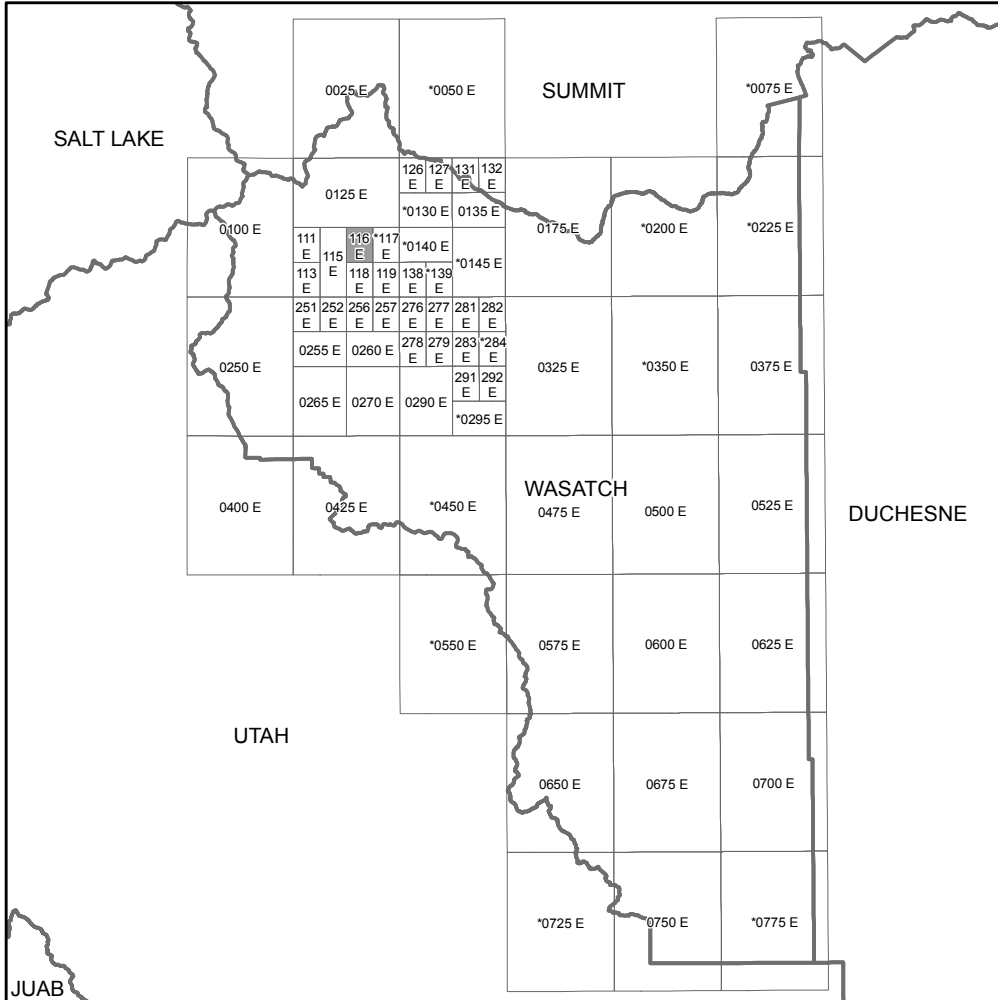 0025 E
*0050 E
SUMMIT
*0075 E
SALT LAKE
0100 E
0125 E
126
E
127
E
131
E
132
E
*0130 E
0135 E
0175 E
*0200 E
*0225 E
111
E
115
E
116
E
*117
E
*0140 E
*0145 E
113
E
118
E
119
E
138
E
*139
E
0250 E
251
E
252
E
256
E
257
E
276
E
277
E
281
E
282
E
0255 E
0260 E
278
E
279
E
283
E
*284
E
0325 E
*0350 E
0375 E
0265 E
0270 E
0290 E
291
E
292
E
*0295 E
0400 E
0425 E
*0450 E
WASATCH
0475 E
0500 E
0525 E
DUCHESNE
*0550 E
0575 E
0600 E
0625 E
UTAH
0650 E
0675 E
0700 E
*0725 E
0750 E
*0775 E
JUAB